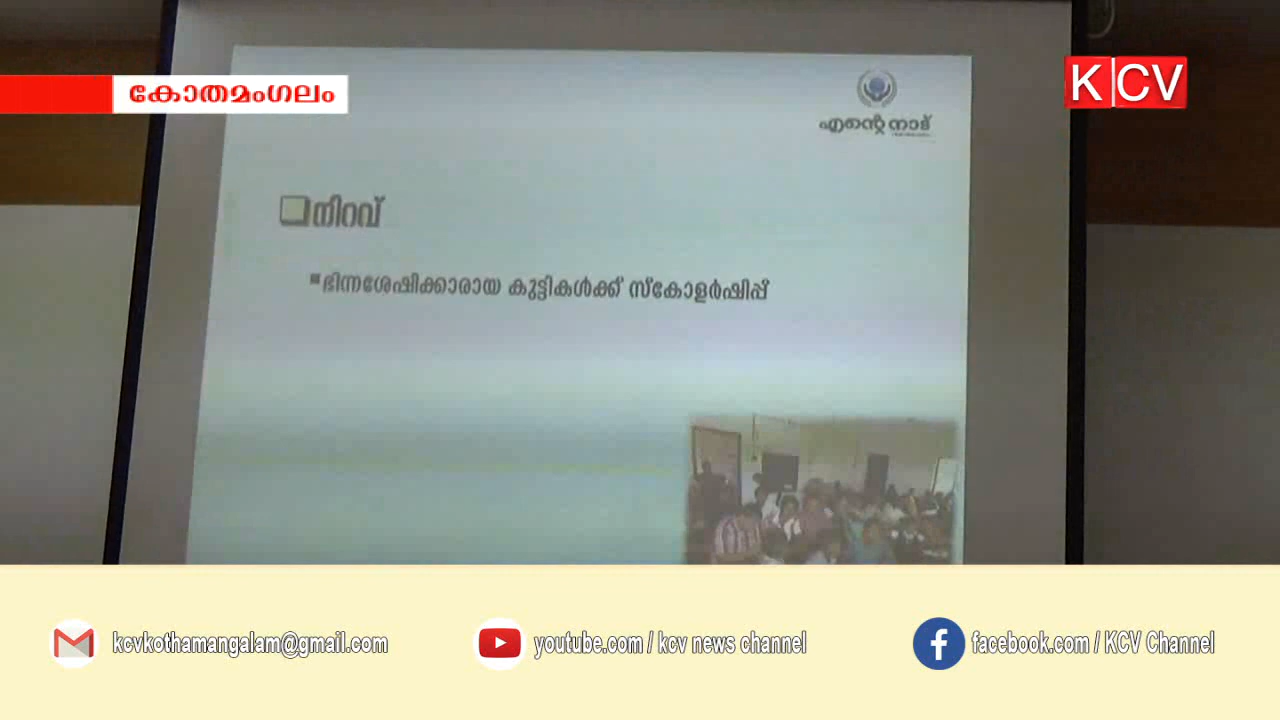 കോതമംഗലം
K CV
എന്റെ നാട്
നിറവ്
ഭിന്നശേഷിക്കാരായ കുട്ടികൾക്ക് സ്കോളർഷിപ്പ്
kcvkothamangalam@gmail.com
youtube.com / kcv news channel
facebook.com / KCV Channel